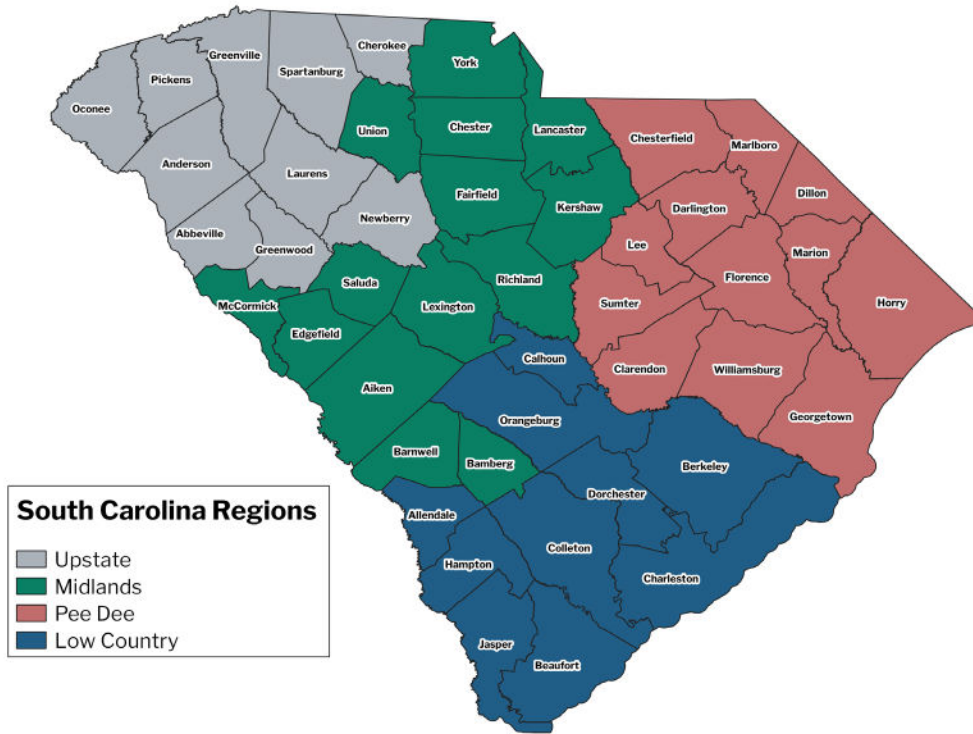 Cherokee
Greenville
York
Spartanburg
Pickens
Oconee
Union
Chester
Lancaster
Chesterfield
Marlboro
Anderson
Laurens
Fairfield
Dillon
Kershaw
Darlington
Newberry
Abbeville
Greenwood
Lee
Marion
Florence
Saluda
Richland
McCormick
Lexington
Sumter
Horry
Edgefield
Calhoun
Clarendon
Williamsburg
Aiken
Georgetown
Orangeburg
Barnwell
Bamberg
Berkeley
Dorchester
South Carolina Regions
Allendale
Upstate
Colleton
Midlands
Hampton
Charleston
Pee Dee
Low Country
Jasper
Beaufort